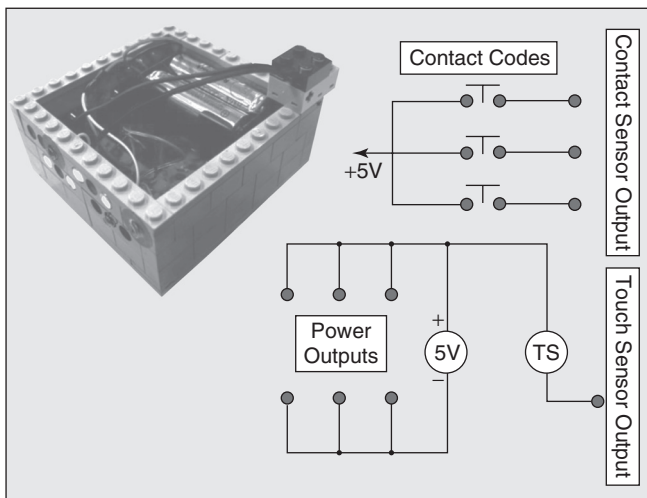 Contact Codes
Contact Sensor Output
+5V
+
5V
−
Power
Outputs
TS
Touch Sensor Output